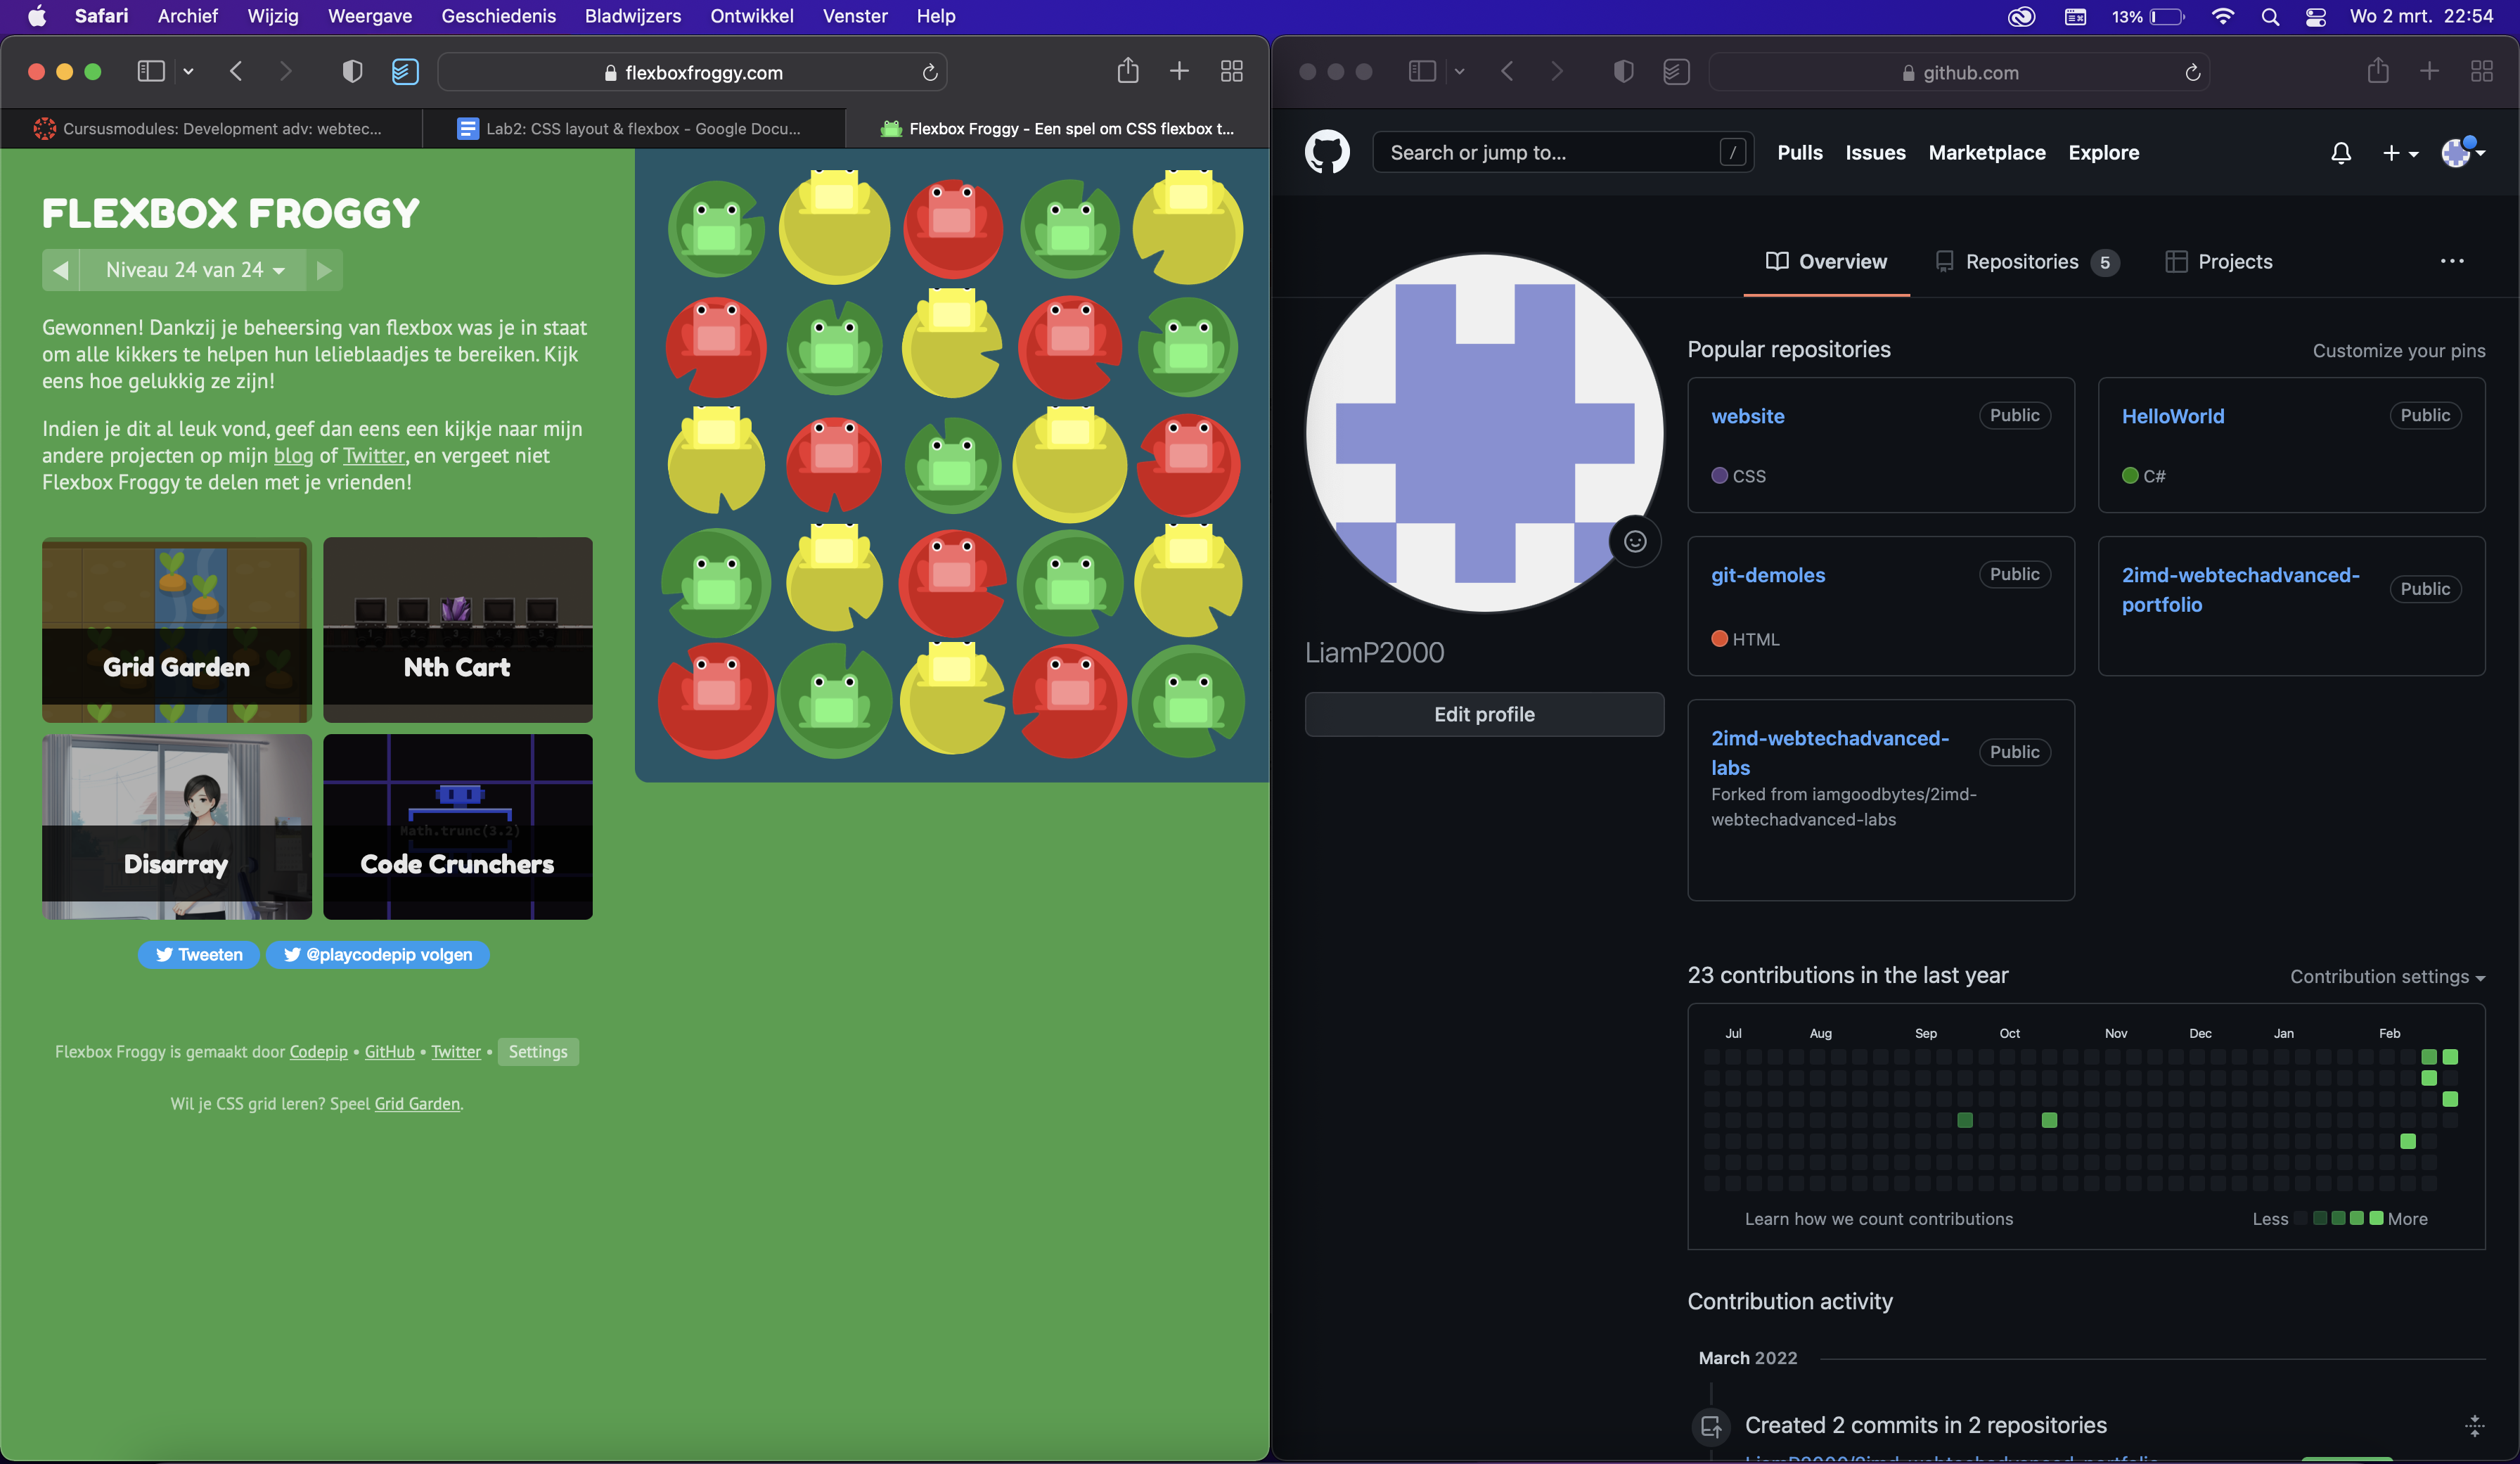 Safari Archief Wijzig Weergave Geschiedenis Bladwijzers Ontwikkel Venster Help
13% Wo 2 mrt. 22:54
flexboxfroggy.com
Cursusmodules: Development adv: webtec...
Lab2: CSS layout & flexbox - Google Docu...
Flexbox Froggy - Een spel om CSS flexbox t...
FLEXBOX FROGGY
Niveau 24 van 24
Gewonnen! Dankzij je beheersing van flexbox was je in staat
om alle kikkers te helpen hun lelieblaadjes te bereiken. Kijk
eens hoe gelukkig ze zijn!
Indien je dit al leuk vond, geef dan eens een kijkje naar mijn
andere projecten op mijn blog of Twitter, en vergeet niet
Flexbox Froggy te delen met je vrienden!
1 2 3 4 5
Grid Garden
Nth Cart
Math.trunc(3.2)
Disarray
Code Crunchers
Tweeten
@playcodepip volgen
Flexbox Froggy is gemaakt door Codepip • GitHub • Twitter • Settings
Wil je CSS grid leren? Speel Grid Garden.
github.com
Search or jump to... /
Pulls Issues Marketplace Explore
Overview
Repositories 5
Projects
LiamP2000
Edit profile
Popular repositories
Customize your pins
website Public
CSS
HelloWorld Public
C#
git-demoles Public
HTML
2imd-webtechadvanced-
portfolio
Public
2imd-webtechadvanced-
labs
Public
Forked from iamgoodbytes/2imd-
webtechadvanced-labs
23 contributions in the last year
Contribution settings
Jul Aug Sep Oct Nov Dec Jan Feb
Learn how we count contributions
Less More
Contribution activity
March 2022
Created 2 commits in 2 repositories